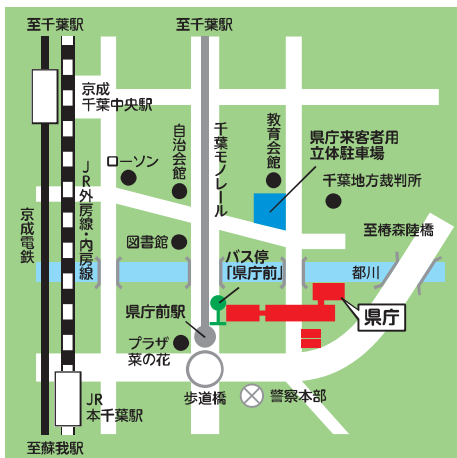 至千葉駅
至千葉駅
京成
千葉中央駅
自治会館
千葉モノレール
教育会館
県庁来客者用
立体駐車場
ローソン
千葉地方裁判所
JR外房線・内房線
京成電鉄
至椿森陸橋
図書館
バス停
「県庁前」
都川
県庁前駅
県庁
プラザ
菜の花
歩道橋
警察本部
JR
本千葉駅
至蘇我駅